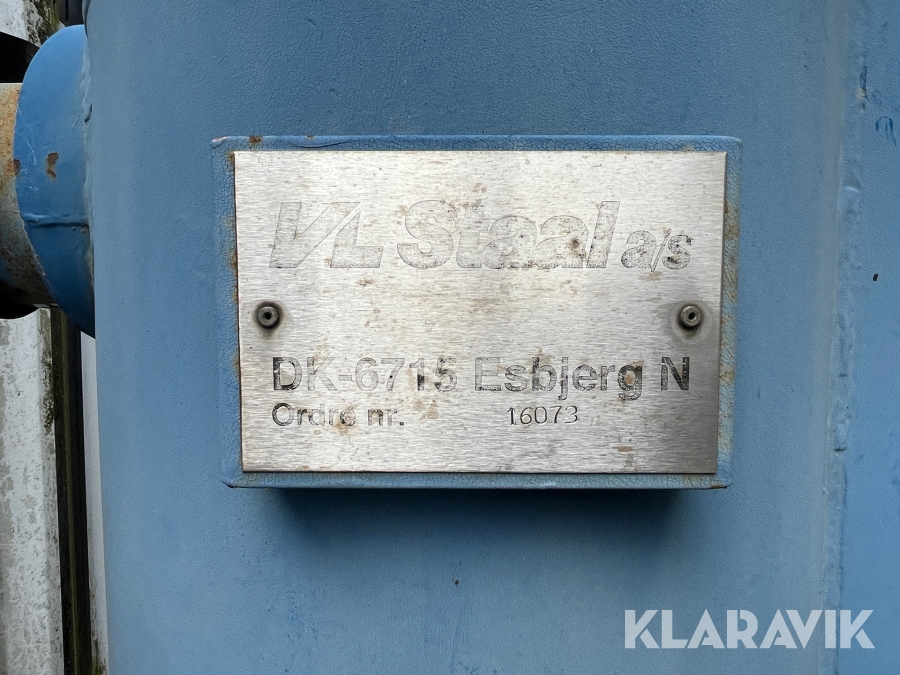 VL Staal a/s
DK-6715 Esbjerg N
Ordre nr. 16073
KLARAVIK